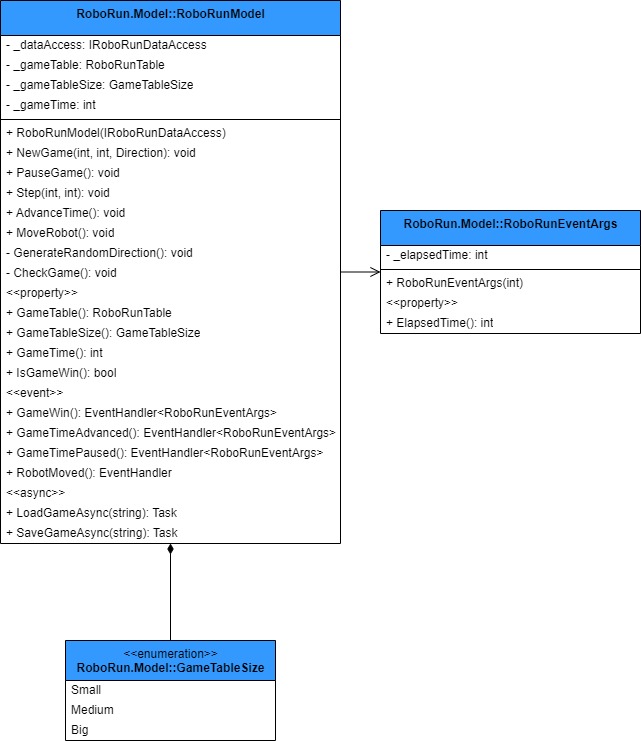 RoboRun.Model::RoboRunModel
- _dataAccess: IRoboRunDataAccess
- _gameTable: RoboRunTable
- _gameTableSize: GameTableSize
- _gameTime: int
+ RoboRunModel(IRoboRunDataAccess)
+ NewGame(int, int, Direction): void
+ PauseGame(): void
+ Step(int, int): void
+ AdvanceTime(): void
+ MoveRobot(): void
- GenerateRandomDirection(): void
- CheckGame(): void
<<property>>
+ GameTable(): RoboRunTable
+ GameTableSize(): GameTableSize
+ GameTime(): int
+ IsGameWin(): bool
<<event>>
+ GameWin(): EventHandler<RoboRunEventArgs>
+ GameTimeAdvanced(): EventHandler<RoboRunEventArgs>
+ GameTimePaused(): EventHandler<RoboRunEventArgs>
+ RobotMoved(): EventHandler
<<async>>
+ LoadGameAsync(string): Task
+ SaveGameAsync(string): Task
RoboRun.Model::RoboRunEventArgs
- _elapsedTime: int
+ RoboRunEventArgs(int)
<<property>>
+ ElapsedTime(): int
<<enumeration>>
RoboRun.Model::GameTableSize
Small
Medium
Big